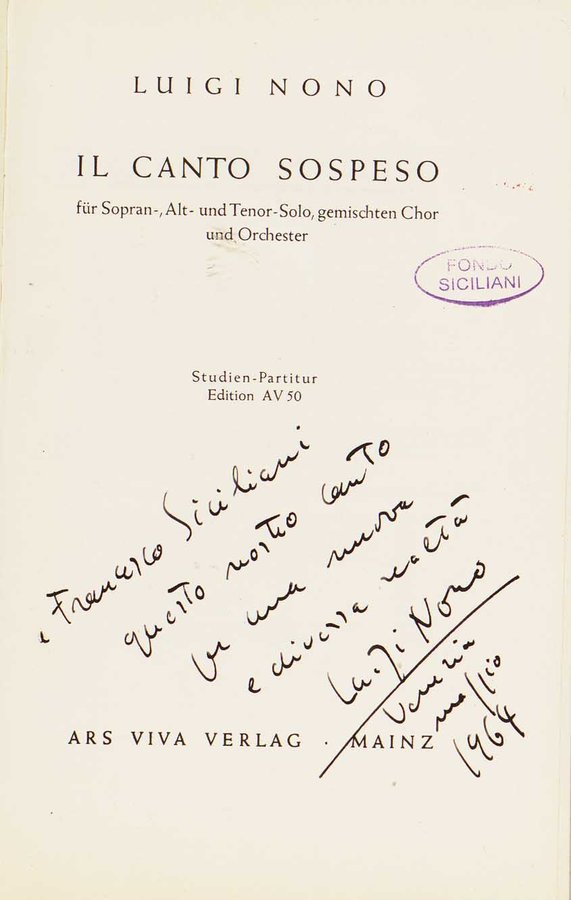 LUIGI NONO
IL CANTO SOSPESO
für Sopran-, Alt- und Tenor-Solo, gemischten Chor
und Orchester
FONDO
SICILIANI
Studien-Partitur
Edition AV 50
a Francesco Siciliani
questo nostro canto
per una nuova
e diversa realtà
Luigi Nono
Venezia
maggio
1964
ARS VIVA VERLAG · MAINZ